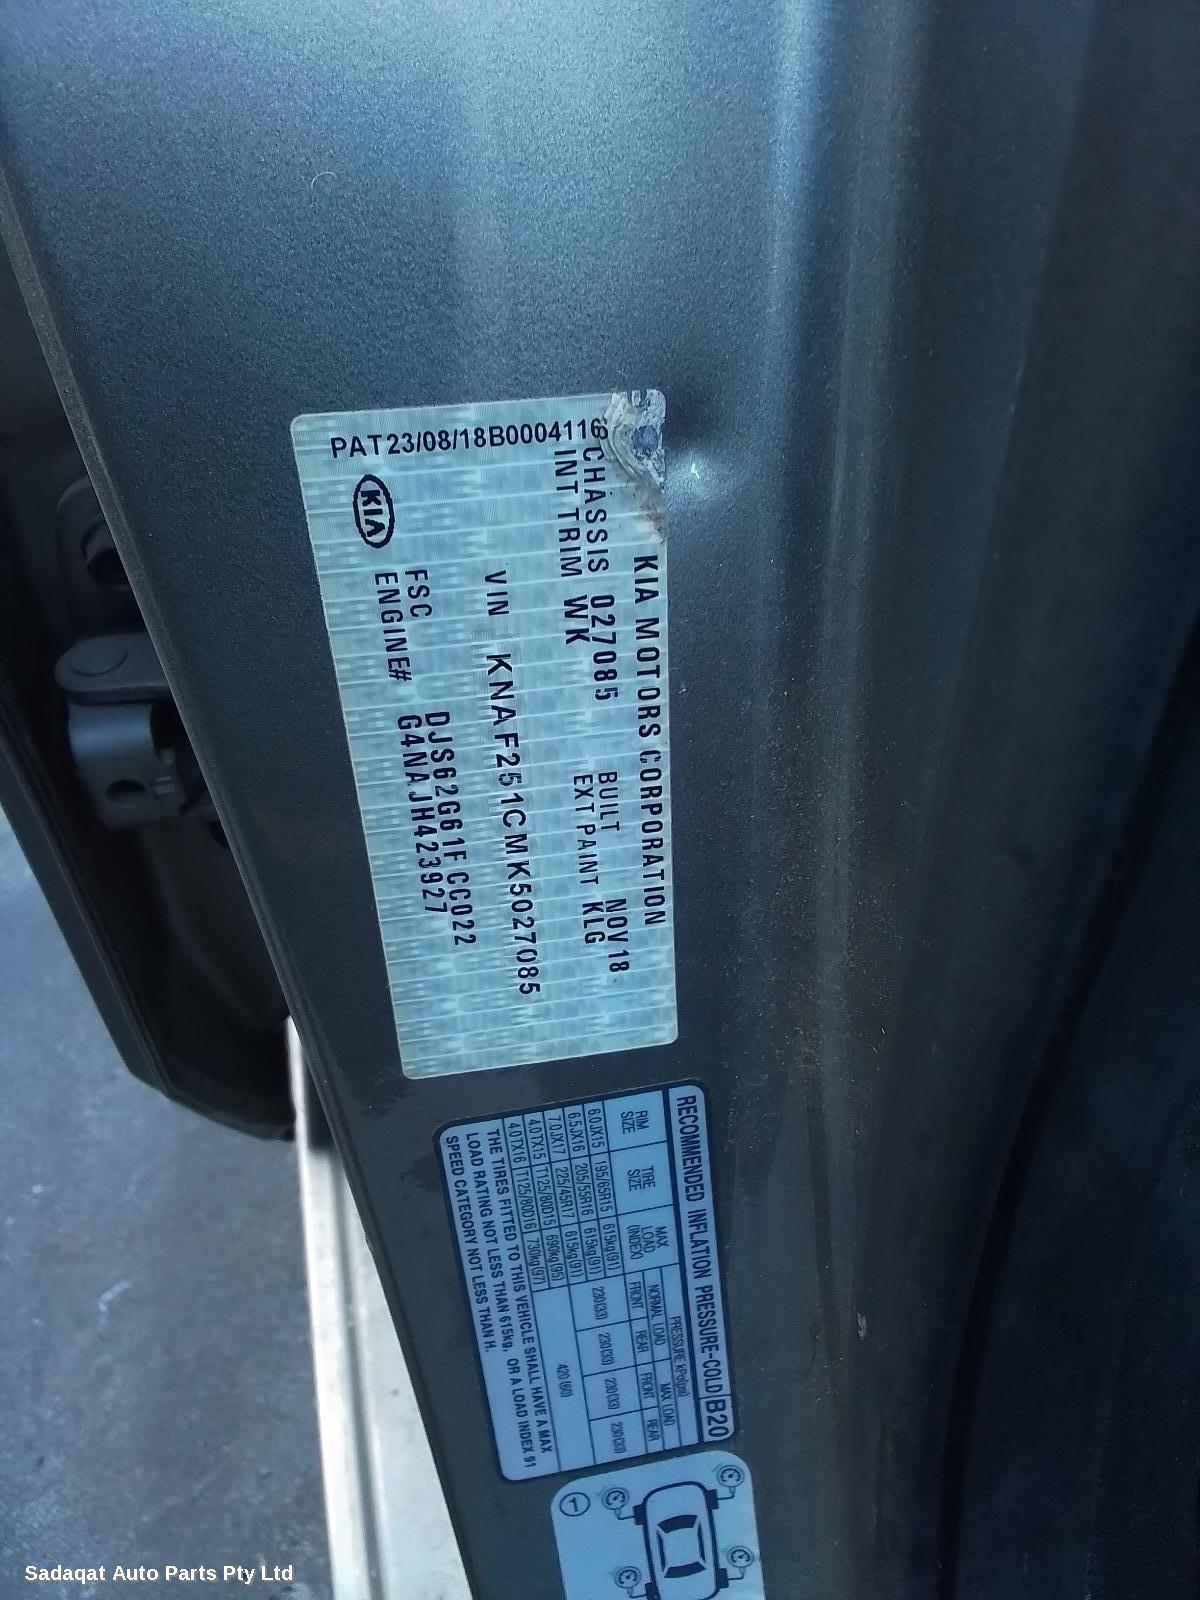 KIA MOTORS CORPORATION
CHASSIS 027085 BUILT NOV 18
INT TRIM WK EXT PAINT KLG
VIN KNAF251CMK5027085
FSC DJS62G61F CC022
ENGINE# G4NAJH423927
KIA
PAT23/08/18B0004116
RECOMMENDED INFLATION PRESSURE-COLD B20
RIM SIZE TIRE SIZE MAX LOAD (INDEX) PRESSURE kPa(psi)
NORMAL LOAD MAX LOAD
FRONT REAR FRONT REAR
6.0JX15 195/65R15 615kg(91) 230(33) 230(33) 230(33) 230(33)
6.5JX16 205/55R16 615kg(91)
7.0JX17 225/45R17 615kg(91)
4.0TX15 T125/80D15 690kg(95) 420 (60)
4.0TX16 T125/80D16 730kg(97)
THE TIRES FITTED TO THIS VEHICLE SHALL HAVE A MAX
LOAD RATING NOT LESS THAN 615kg, OR A LOAD INDEX 91
SPEED CATEGORY NOT LESS THAN H.
1
Sadaqat Auto Parts Pty Ltd